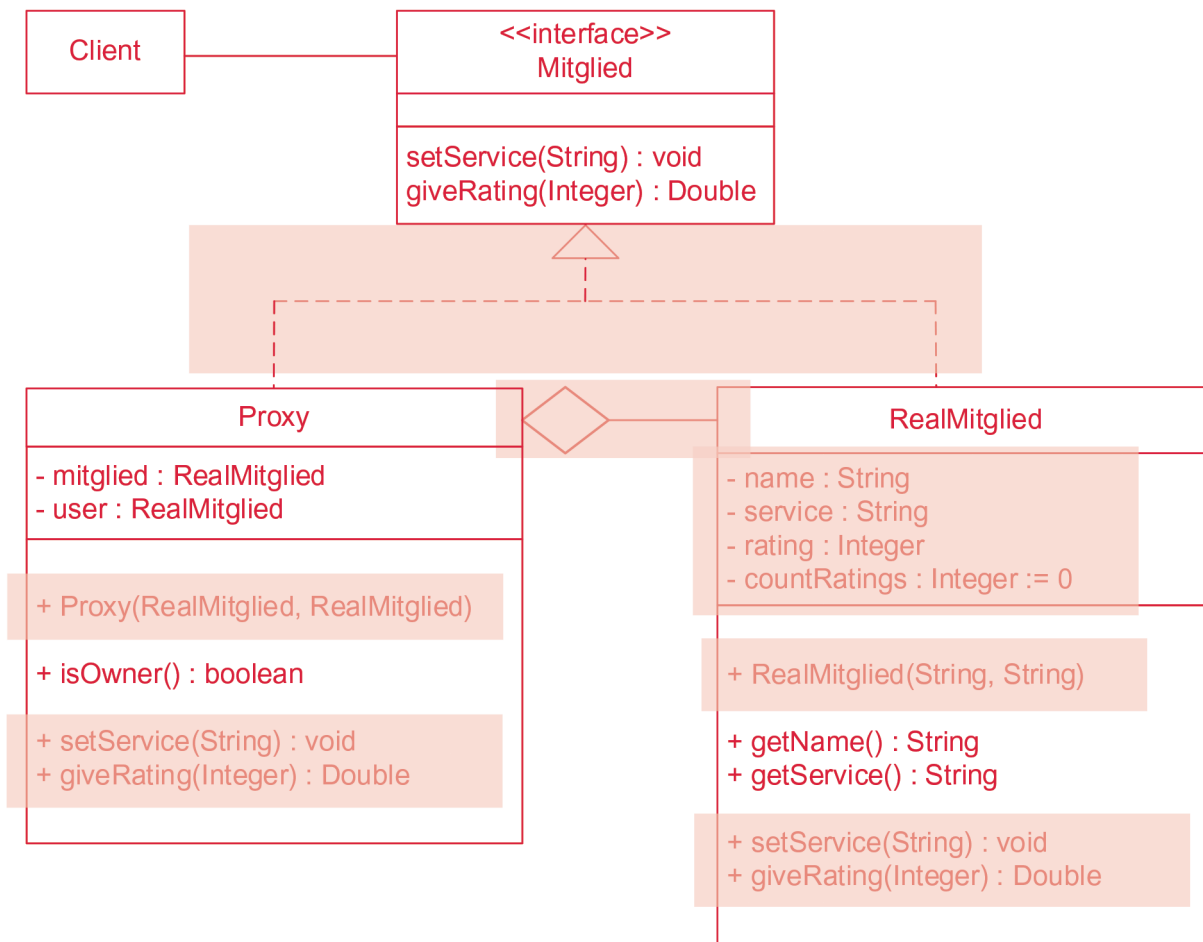 Client
<<interface>>
Mitglied
setService(String) : void
giveRating(Integer) : Double
Proxy
- mitglied : RealMitglied
- user : RealMitglied
+ Proxy(RealMitglied, RealMitglied)
+ isOwner() : boolean
+ setService(String) : void
+ giveRating(Integer) : Double
RealMitglied
- name : String
- service : String
- rating : Integer
- countRatings : Integer := 0
+ RealMitglied(String, String)
+ getName() : String
+ getService() : String
+ setService(String) : void
+ giveRating(Integer) : Double